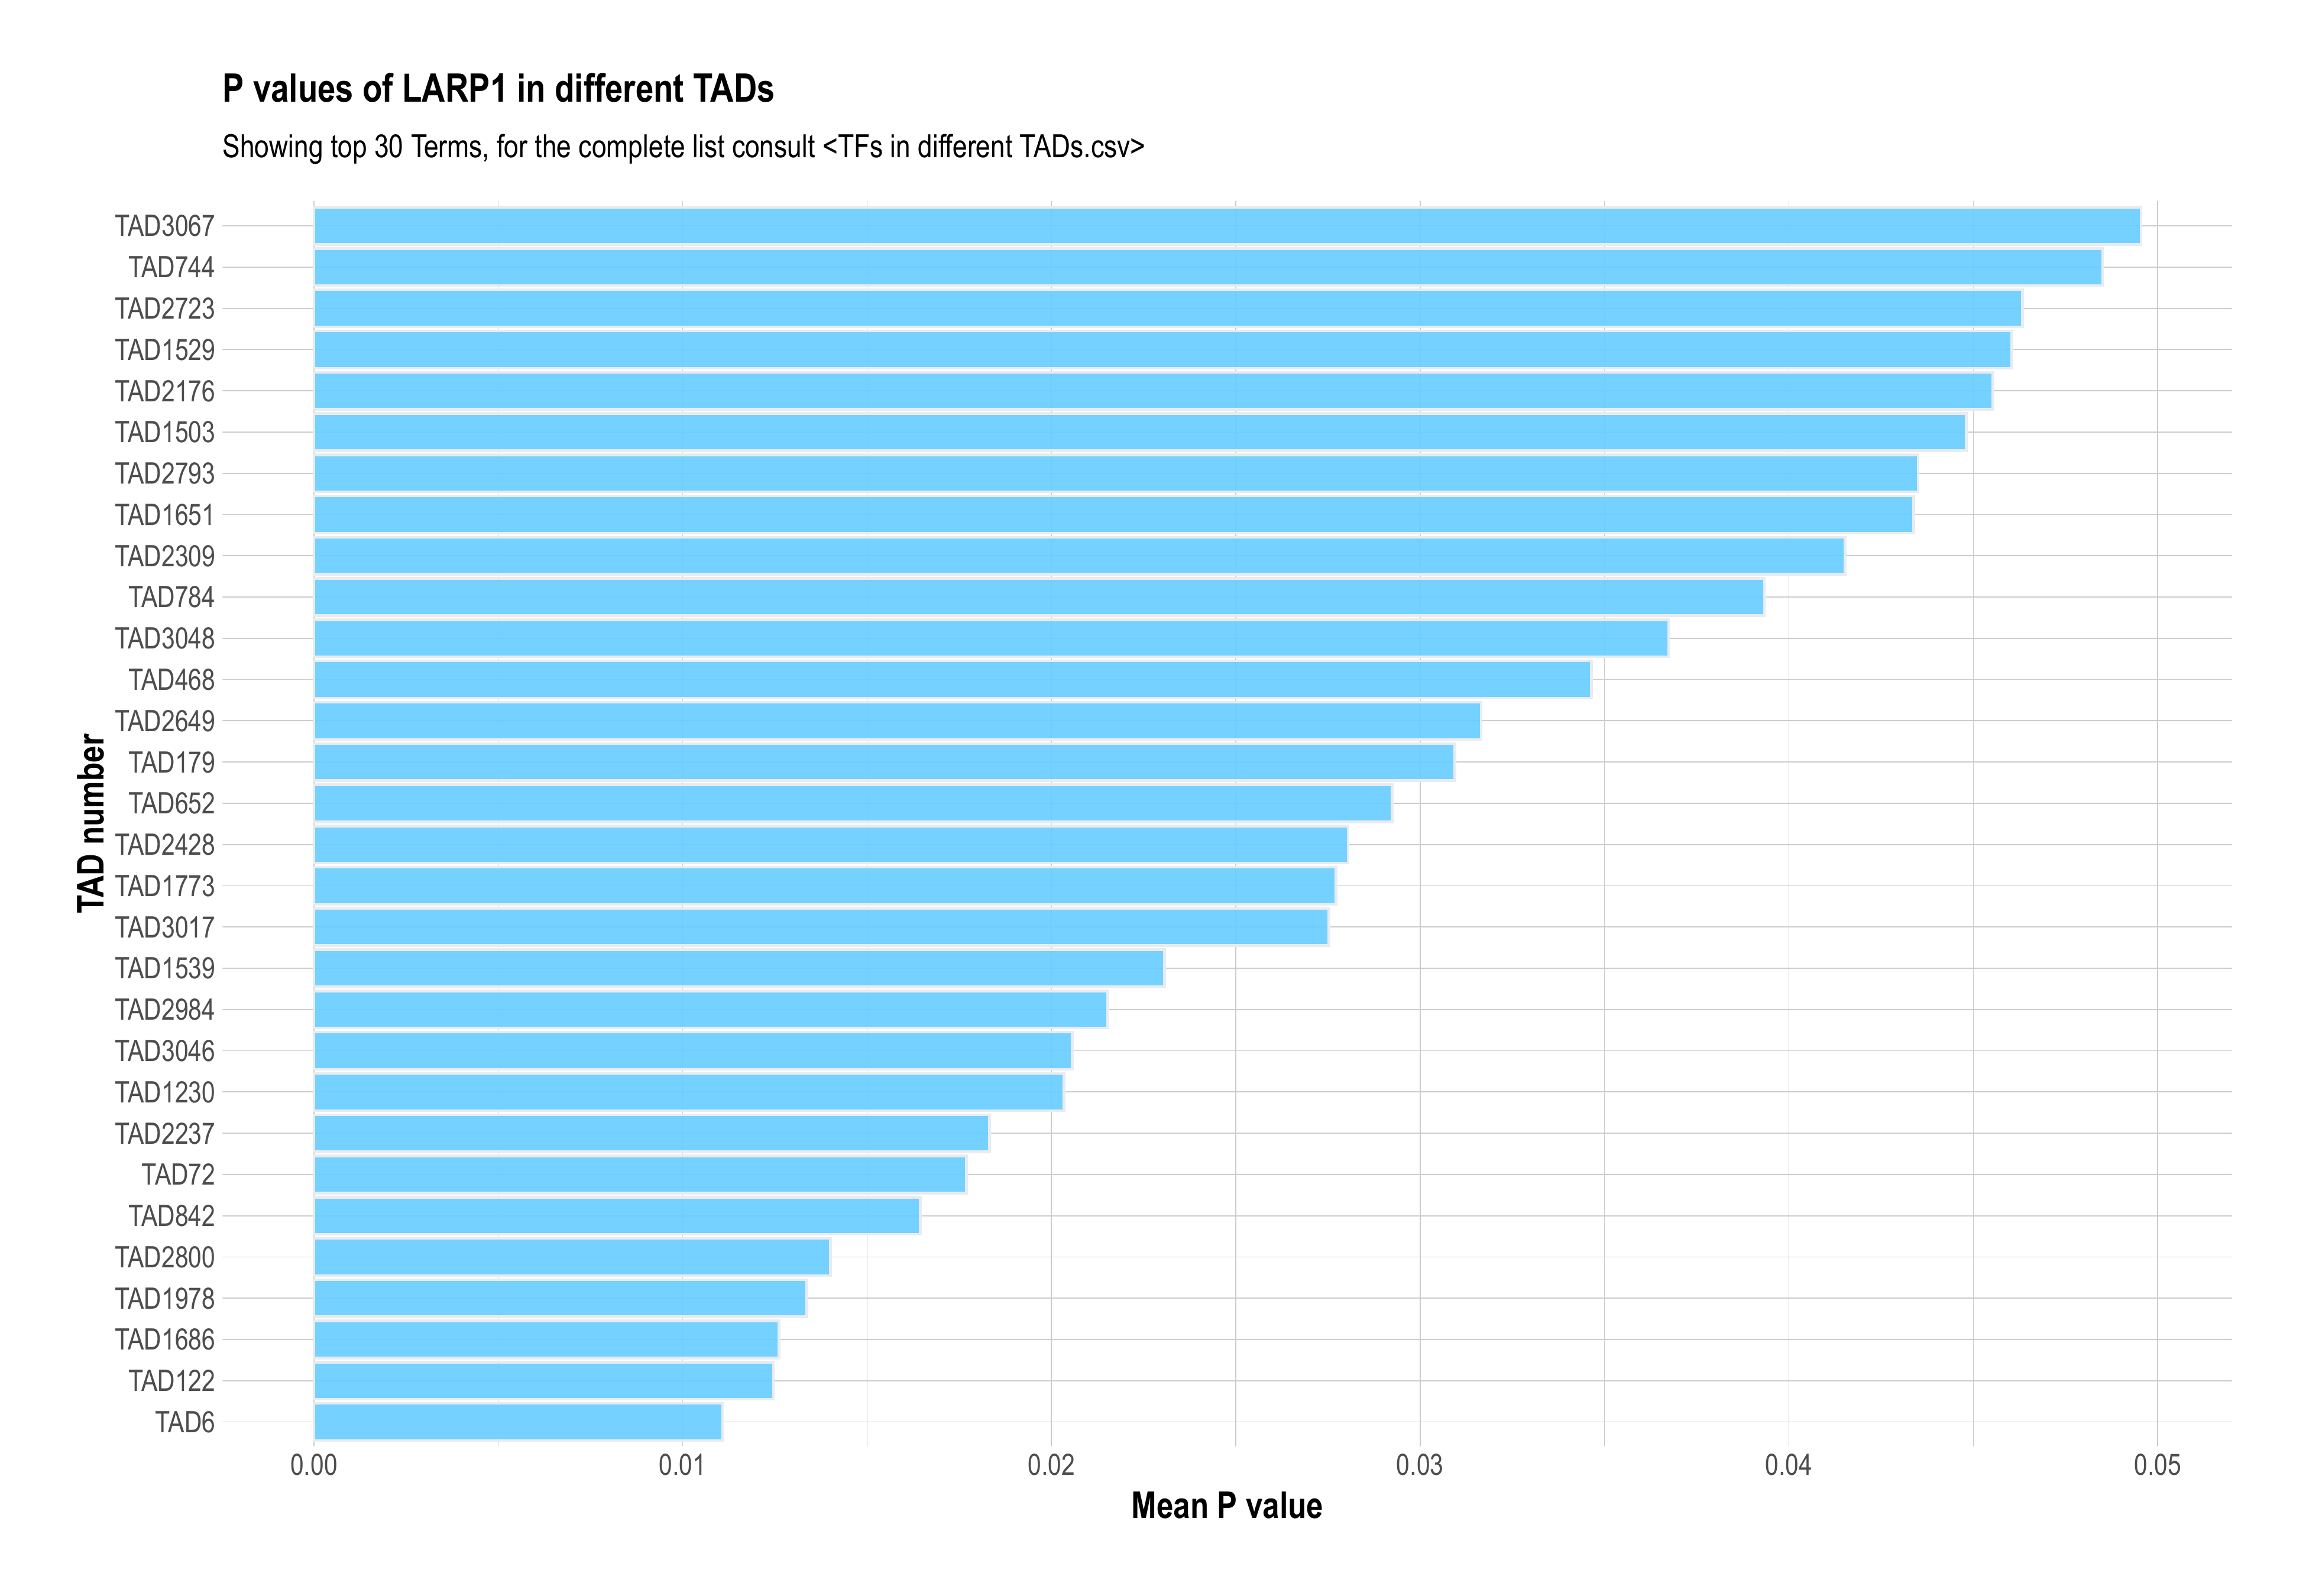 P values of LARP1 in different TADs
Showing top 30 Terms, for the complete list consult <TFs in different TADs.csv>
TAD number
TAD3067
TAD744
TAD2723
TAD1529
TAD2176
TAD1503
TAD2793
TAD1651
TAD2309
TAD784
TAD3048
TAD468
TAD2649
TAD179
TAD652
TAD2428
TAD1773
TAD3017
TAD1539
TAD2984
TAD3046
TAD1230
TAD2237
TAD72
TAD842
TAD2800
TAD1978
TAD1686
TAD122
TAD6
0.00 0.01 0.02 0.03 0.04 0.05
Mean P value